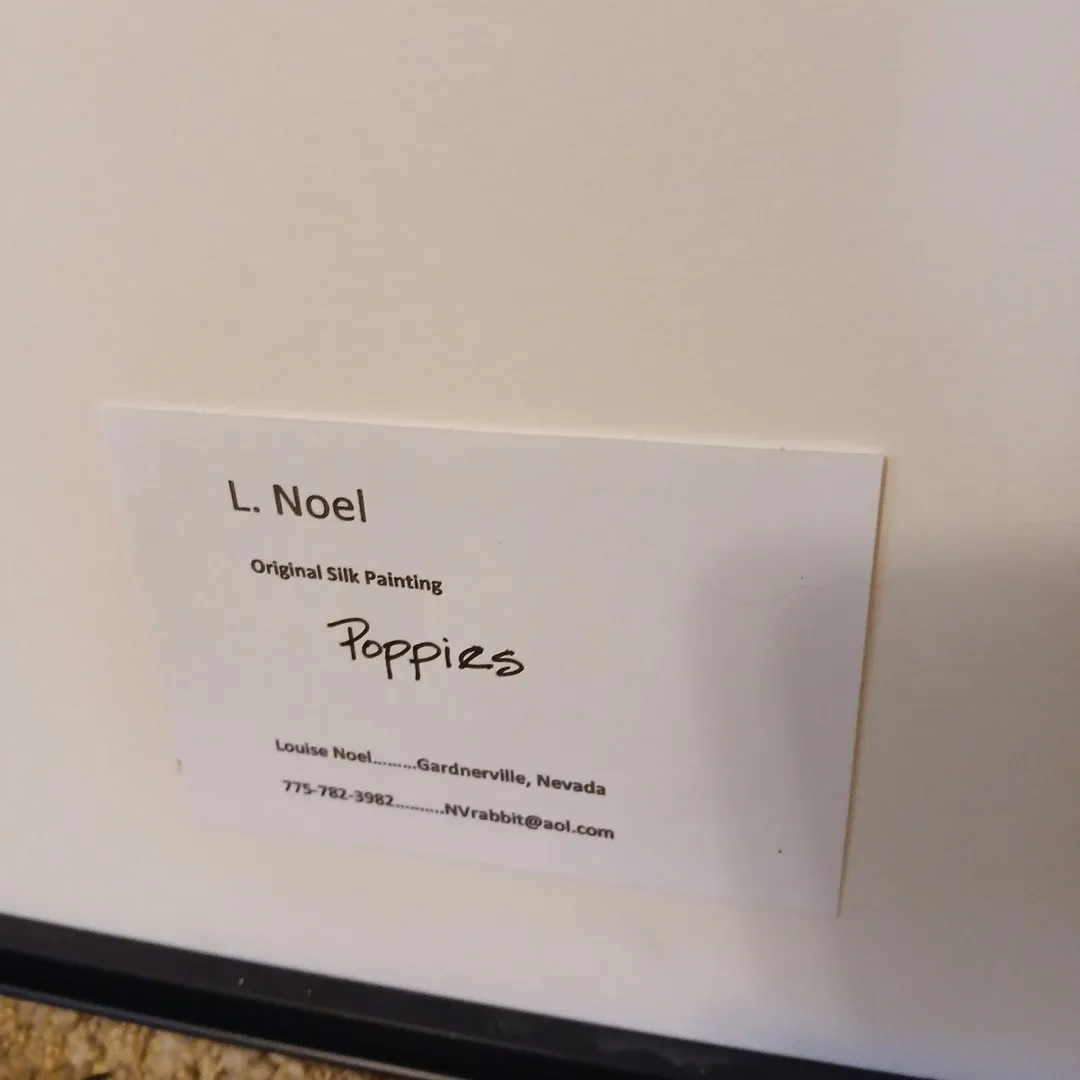 L. Noel
Original Silk Painting
Poppies
Louise Noel.........Gardnerville, Nevada
775-782-3982..........NVrabbit@aol.com